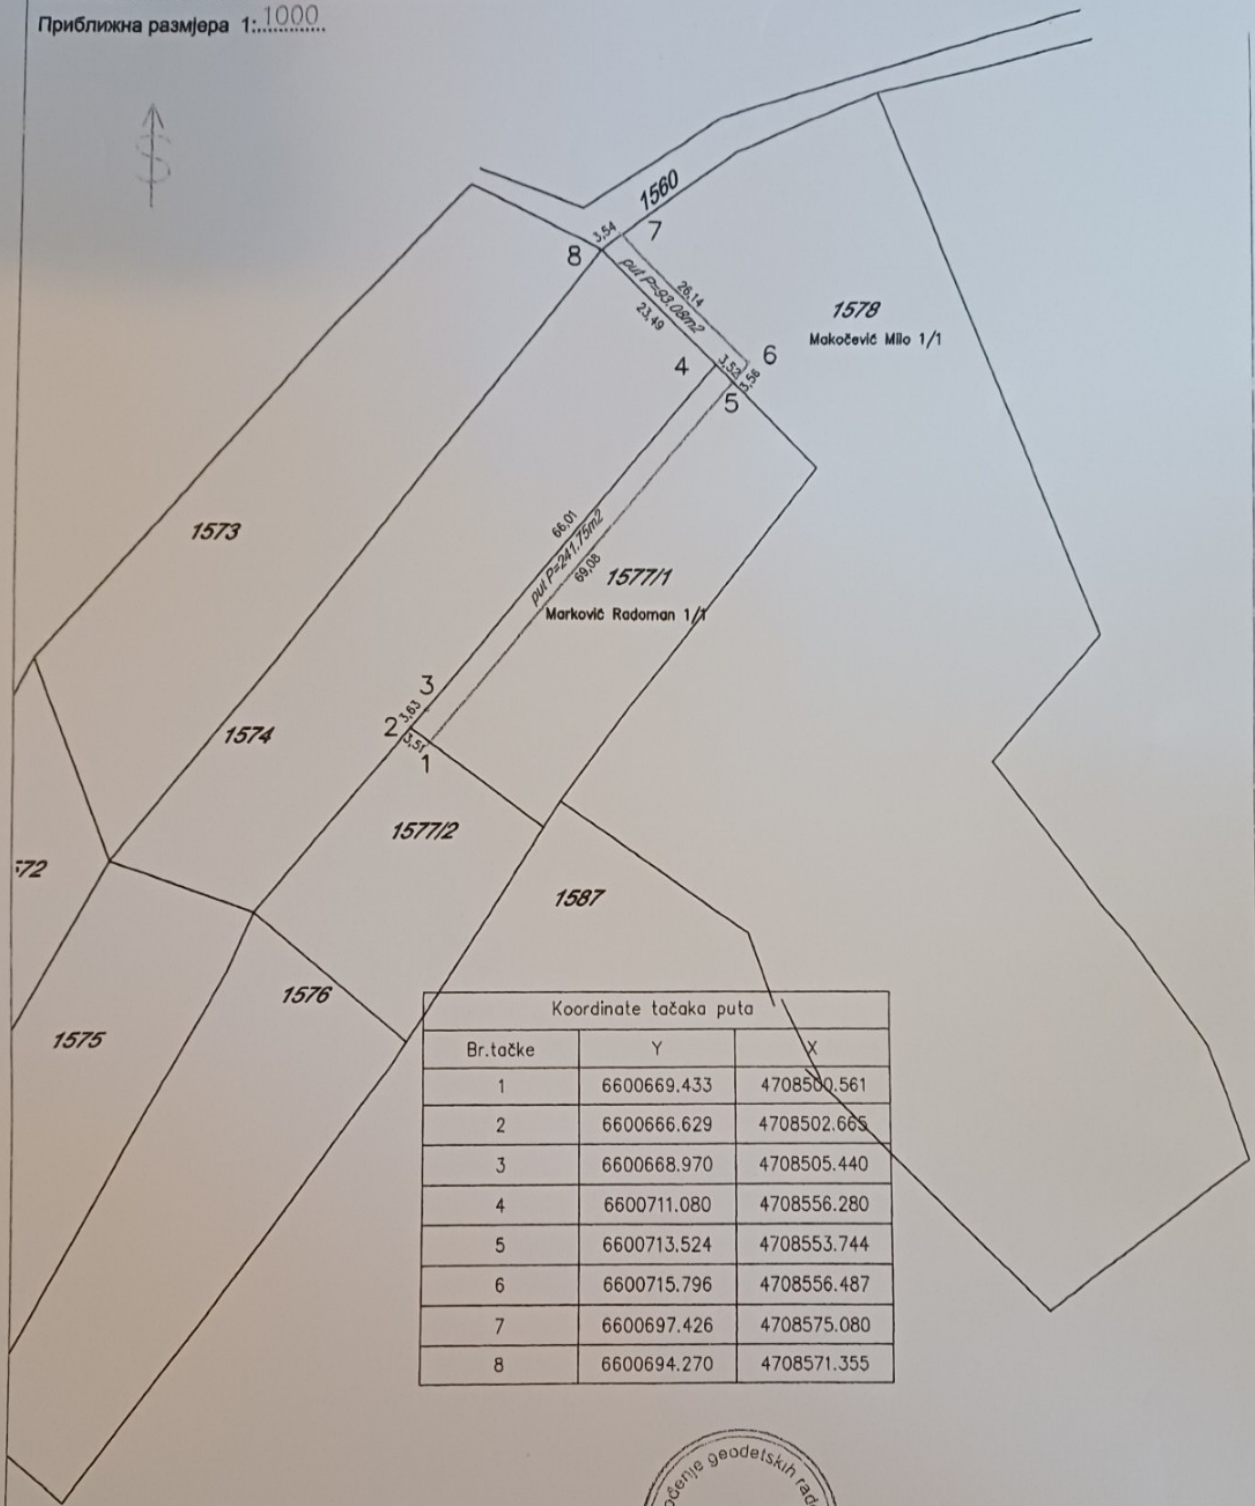 Приближна размјера 1:1000
S
1560
3,54
7
8
put P=93.08m2
26,14
23,49
1578
Makočević Milo 1/1
6
4
3,52
3,56
5
1573
66,01
put P=241.75m2
69,08
1577/1
Marković Radoman 1/1
3
3,63
2
3,51
1
1574
1577/2
572
1587
1576
1575
Koordinate tačaka puta
Br.tačke Y X
1 6600669.433 4708500.561
2 6600666.629 4708502.665
3 6600668.970 4708505.440
4 6600711.080 4708556.280
5 6600713.524 4708553.744
6 6600715.796 4708556.487
7 6600697.426 4708575.080
8 6600694.270 4708571.355
geodetskih